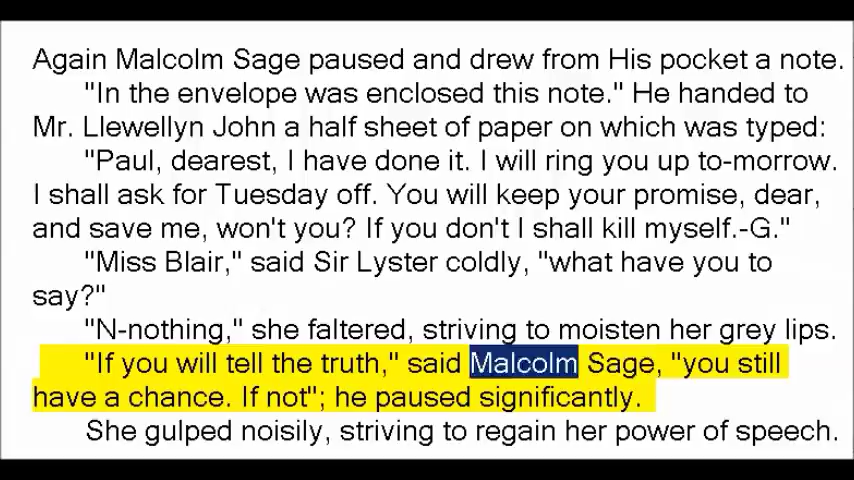 Again Malcolm Sage paused and drew from His pocket a note.
"In the envelope was enclosed this note." He handed to
Mr. Llewellyn John a half sheet of paper on which was typed:
"Paul, dearest, I have done it. I will ring you up to-morrow.
I shall ask for Tuesday off. You will keep your promise, dear,
and save me, won't you? If you don't I shall kill myself.-G."
"Miss Blair," said Sir Lyster coldly, "what have you to
say?"
"N-nothing," she faltered, striving to moisten her grey lips.
"If you will tell the truth," said Malcolm Sage, "you still
have a chance. If not"; he paused significantly.
She gulped noisily, striving to regain her power of speech.